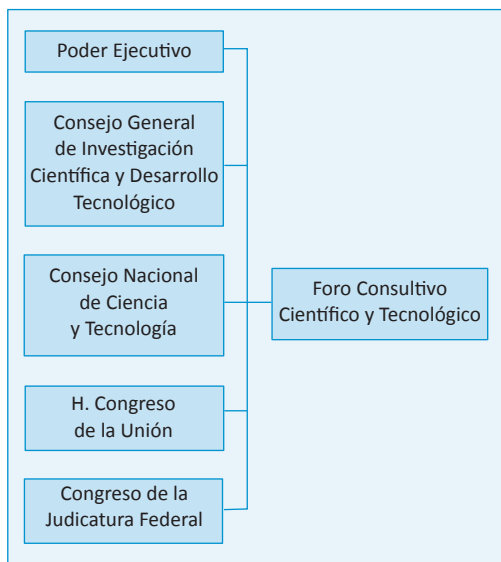 Poder Ejecutivo
Consejo General
de Investigación
Científica y Desarrollo
Tecnológico
Consejo Nacional
de Ciencia
y Tecnología
Foro Consultivo
Científico y Tecnológico
H. Congreso
de la Unión
Congreso de la
Judicatura Federal